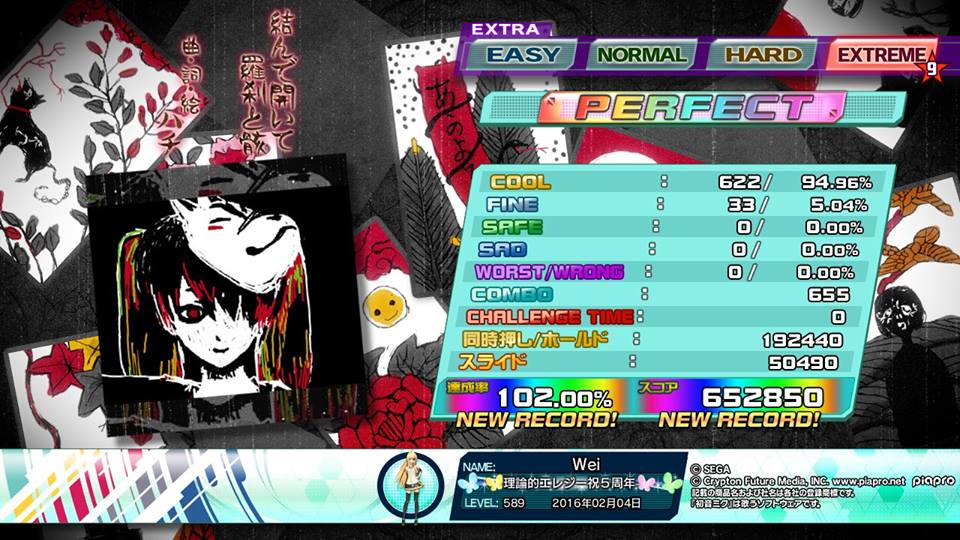 結んで開いて
羅刹と骸
曲・詞・絵 ハチ
あのよ
EXTRA
EASY NORMAL HARD EXTREME 9
PERFECT
COOL : 622/ 94.96%
FINE : 33/ 5.04%
SAFE : 0/ 0.00%
SAD : 0/ 0.00%
WORST/WRONG : 0/ 0.00%
COMBO : 655
CHALLENGE TIME : 0
同時押し/ホールド : 192440
スライド : 50490
達成率 102.00% スコア 652850
NEW RECORD! NEW RECORD!
NAME: Wei
理論的エレジー祝5周年
LEVEL: 589 2016年02月04日
© SEGA
© Crypton Future Media, INC. www.piapro.net piapro
記載の商品名および社名は各社の登録商標です。
「初音ミク」は歌うソフトウェアです。